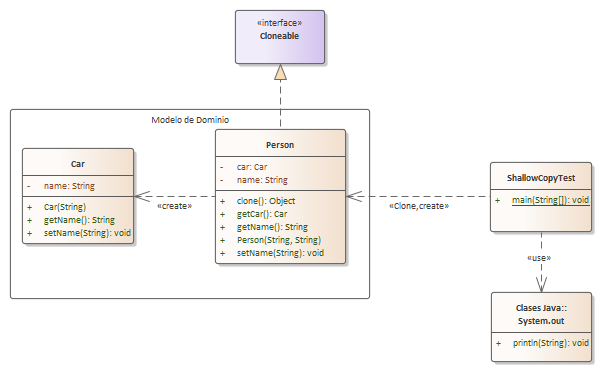 «interface»
Cloneable
Modelo de Dominio
Car
- name: String
+ Car(String)
+ getName(): String
+ setName(String): void
«create»
Person
- car: Car
- name: String
+ clone(): Object
+ getCar(): Car
+ getName(): String
+ Person(String, String)
+ setName(String): void
«Clone,create»
ShallowCopyTest
+ main(String[]): void
«use»
Clases Java::
System.out
+ println(String): void